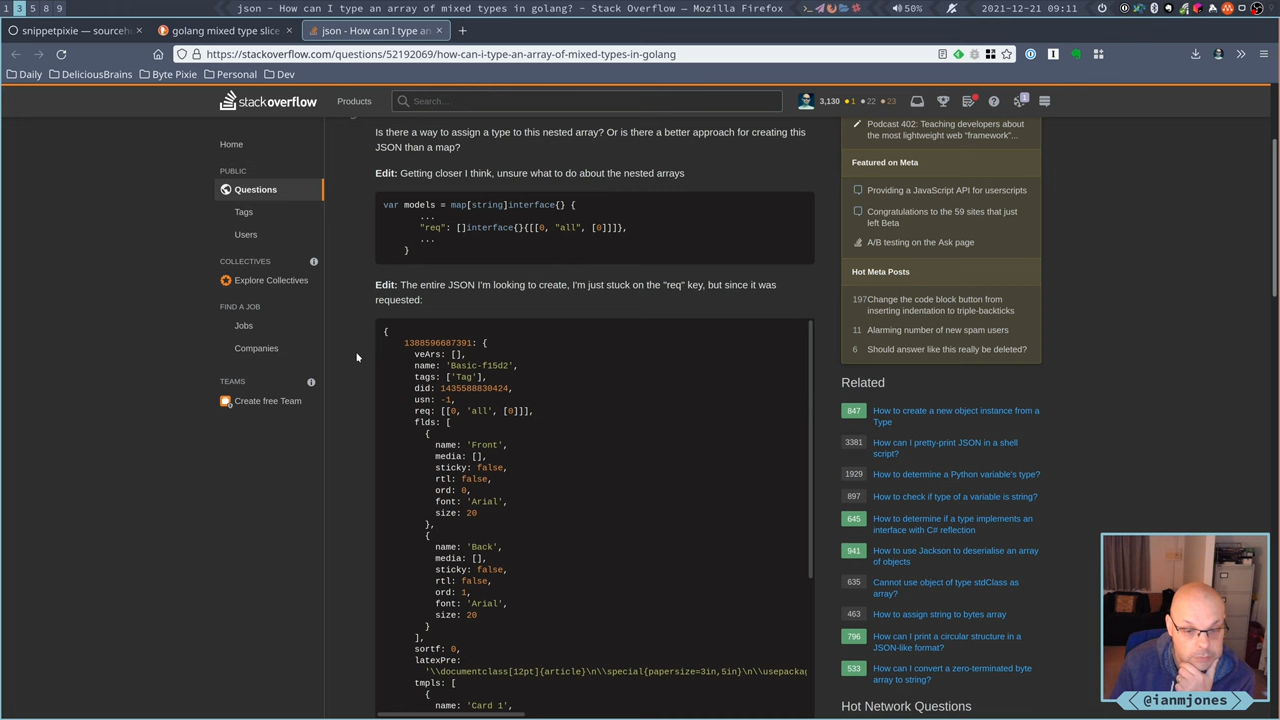 1 3 5 8 9
json - How can I type an array of mixed types in golang? - Stack Overflow — Mozilla Firefox
50%
2021-12-21 09:11
snippetpixie — sourceh
golang mixed type slice
json - How can I type an
https://stackoverflow.com/questions/52192069/how-can-i-type-an-array-of-mixed-types-in-golang
Daily
DeliciousBrains
Byte Pixie
Personal
Dev
stackoverflow
Products
Search…
3,130 1 22 23
1
Home
PUBLIC
Questions
Tags
Users
COLLECTIVES
Explore Collectives
FIND A JOB
Jobs
Companies
TEAMS
Create free Team
Is there a way to assign a type to this nested array? Or is there a better approach for creating this
JSON than a map?
Edit: Getting closer I think, unsure what to do about the nested arrays
var models = map[string]interface{} {
...
"req": []interface{}{[[0, "all", [0]]]},
...
}
Edit: The entire JSON I'm looking to create, I'm just stuck on the "req" key, but since it was
requested:
{
1388596687391: {
veArs: [],
name: 'Basic-f15d2',
tags: ['Tag'],
did: 1435588830424,
usn: -1,
req: [[0, 'all', [0]]],
flds: [
{
name: 'Front',
media: [],
sticky: false,
rtl: false,
ord: 0,
font: 'Arial',
size: 20
},
{
name: 'Back',
media: [],
sticky: false,
rtl: false,
ord: 1,
font: 'Arial',
size: 20
}
],
sortf: 0,
latexPre:
'\\documentclass[12pt]{article}\n\\special{papersize=3in,5in}\n\\usepackag
tmpls: [
{
name: 'Card 1',
Podcast 402: Teaching developers about
the most lightweight web "framework"...
Featured on Meta
Providing a JavaScript API for userscripts
Congratulations to the 59 sites that just
left Beta
A/B testing on the Ask page
Hot Meta Posts
197 Change the code block button from
inserting indentation to triple-backticks
11 Alarming number of new spam users
6 Should answer like this really be deleted?
Related
847 How to create a new object instance from a
Type
3381 How can I pretty-print JSON in a shell
script?
1929 How to determine a Python variable's type?
897 How to check if type of a variable is string?
645 How to determine if a type implements an
interface with C# reflection
941 How to use Jackson to deserialise an array
of objects
635 Cannot use object of type stdClass as
array?
463 How to assign string to bytes array
796 How can I print a circular structure in a
JSON-like format?
533 How can I convert a zero-terminated byte
array to string?
Hot Network Questions
@ianmjones